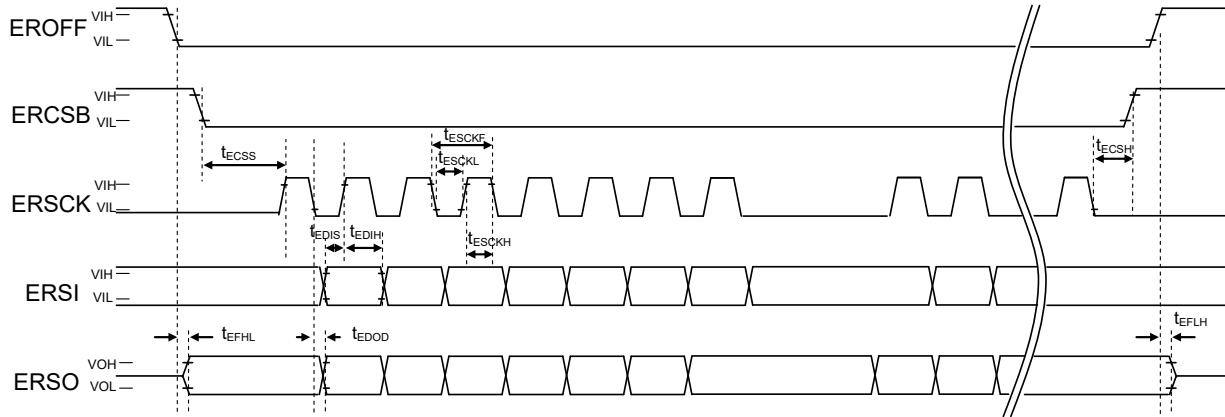 EROFF VIH
VIL
ERCSB VIH
VIL
tESCKF
tECSS tESCKL tECSH
ERSCK VIH
VIL
tEDIS tEDIH tESCKH
ERSI VIH
VIL
tEFHL tEDOD tEFLH
ERSO VOH
VOL